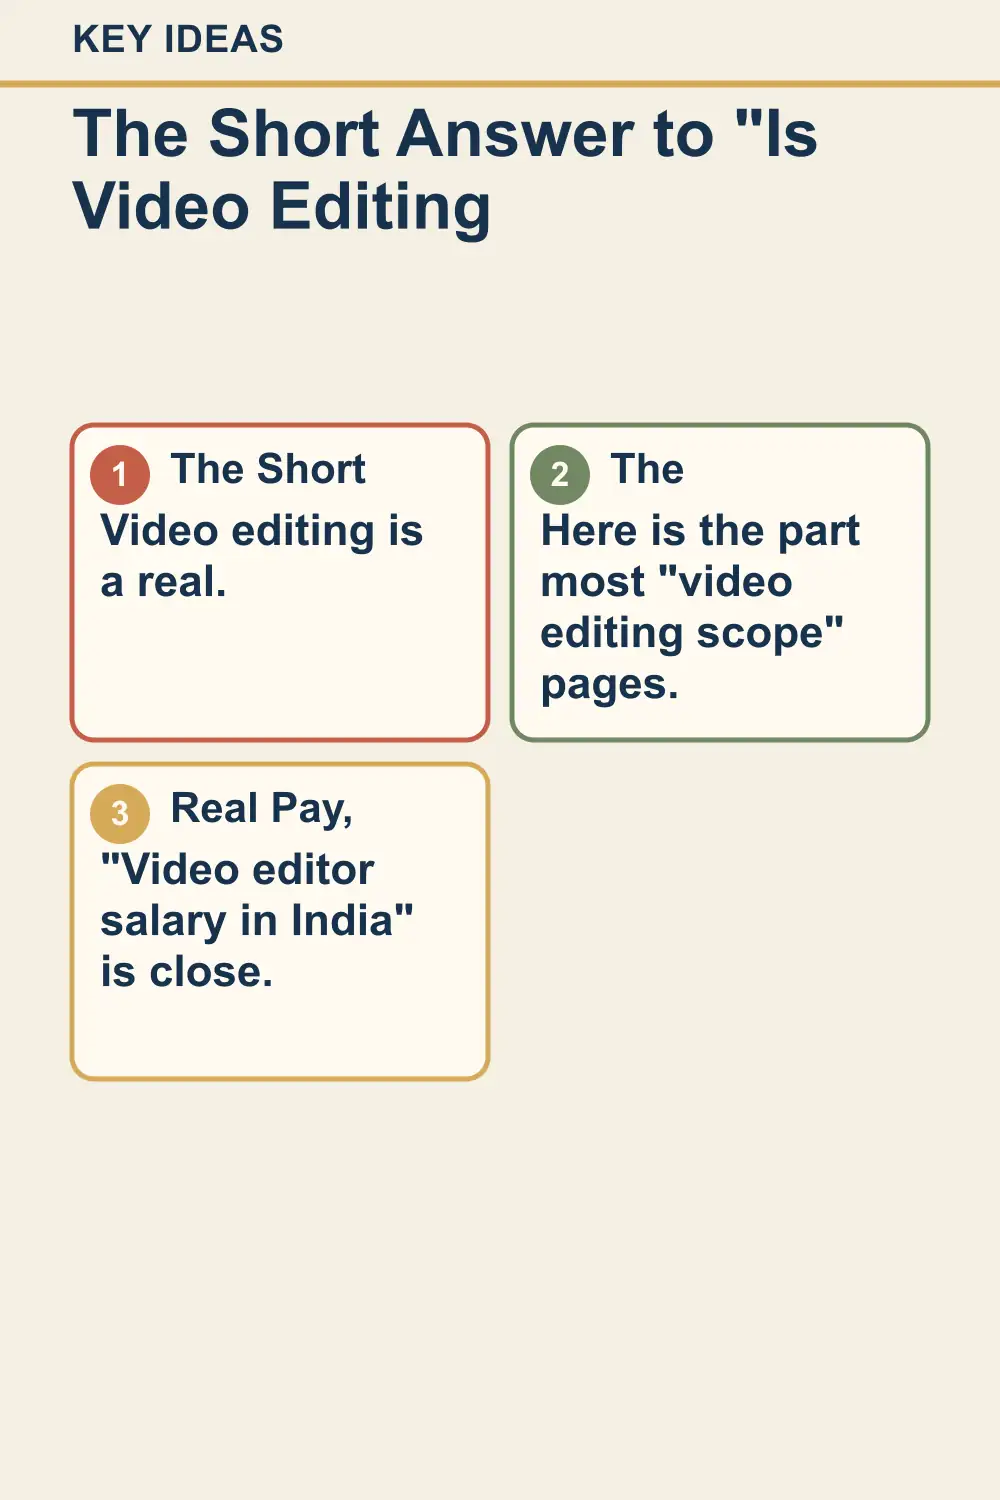 KEY IDEAS
The Short Answer to "Is
Video Editing
1 The Short
Video editing is
a real.
2 The
Here is the part
most "video
editing scope"
pages.
3 Real Pay,
"Video editor
salary in India"
is close.